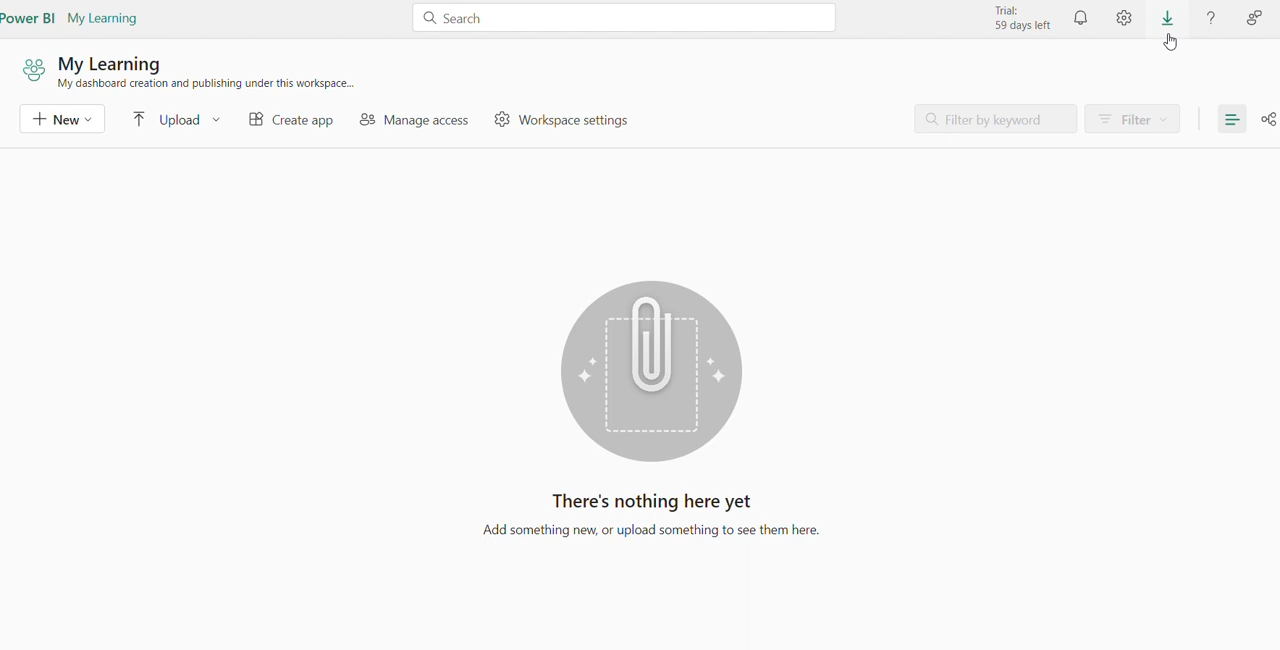 Power BI My Learning
Search
Trial:
59 days left
?
My Learning
My dashboard creation and publishing under this workspace...
New
Upload
Create app
Manage access
Workspace settings
Filter by keyword
Filter
There's nothing here yet
Add something new, or upload something to see them here.